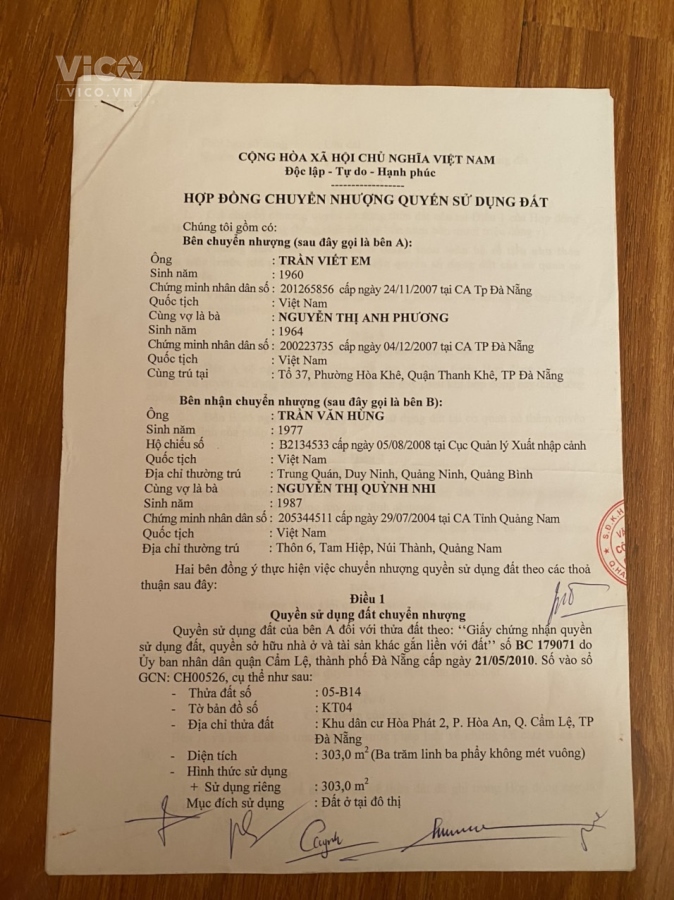 ViCO
VICO.VN
CỘNG HÒA XÃ HỘI CHỦ NGHĨA VIỆT NAM
Độc lập - Tự do - Hạnh phúc
------------------
HỢP ĐỒNG CHUYỂN NHƯỢNG QUYỀN SỬ DỤNG ĐẤT
Chúng tôi gồm có:
Bên chuyển nhượng (sau đây gọi là bên A):
Ông : TRẦN VIẾT EM
Sinh năm : 1960
Chứng minh nhân dân số : 201265856 cấp ngày 24/11/2007 tại CA Tp Đà Nẵng
Quốc tịch : Việt Nam
Cùng vợ là bà : NGUYỄN THỊ ANH PHƯƠNG
Sinh năm : 1964
Chứng minh nhân dân số : 200223735 cấp ngày 04/12/2007 tại CA TP Đà Nẵng
Quốc tịch : Việt Nam
Cùng trú tại : Tổ 37, Phường Hòa Khê, Quận Thanh Khê, TP Đà Nẵng
Bên nhận chuyển nhượng (sau đây gọi là bên B):
Ông : TRẦN VĂN HÙNG
Sinh năm : 1977
Hộ chiếu số : B2134533 cấp ngày 05/08/2008 tại Cục Quản lý Xuất nhập cảnh
Quốc tịch : Việt Nam
Địa chỉ thường trú : Trung Quán, Duy Ninh, Quảng Ninh, Quảng Bình
Cùng vợ là bà : NGUYỄN THỊ QUỲNH NHI
Sinh năm : 1987
Chứng minh nhân dân số : 205344511 cấp ngày 29/07/2004 tại CA Tỉnh Quảng Nam
Quốc tịch : Việt Nam
Địa chỉ thường trú : Thôn 6, Tam Hiệp, Núi Thành, Quảng Nam
Hai bên đồng ý thực hiện việc chuyển nhượng quyền sử dụng đất theo các thoả
thuận sau đây:
Điều 1
Quyền sử dụng đất chuyển nhượng
Quyền sử dụng đất của bên A đối với thửa đất theo: ‘‘Giấy chứng nhận quyền
sử dụng đất, quyền sở hữu nhà ở và tài sản khác gắn liền với đất’’ số BC 179071 do
Ủy ban nhân dân quận Cẩm Lệ, thành phố Đà Nẵng cấp ngày 21/05/2010. Số vào số
GCN: CH00526, cụ thể như sau:
- Thửa đất số : 05-B14
- Tờ bản đồ số : KT04
- Địa chỉ thửa đất : Khu dân cư Hòa Phát 2, P. Hòa An, Q. Cẩm Lệ, TP
Đà Nẵng
- Diện tích : 303,0 m² (Ba trăm linh ba phẩy không mét vuông)
- Hình thức sử dụng
+ Sử dụng riêng : 303,0 m²
Mục đích sử dụng : Đất ở tại đô thị
Quỳnh